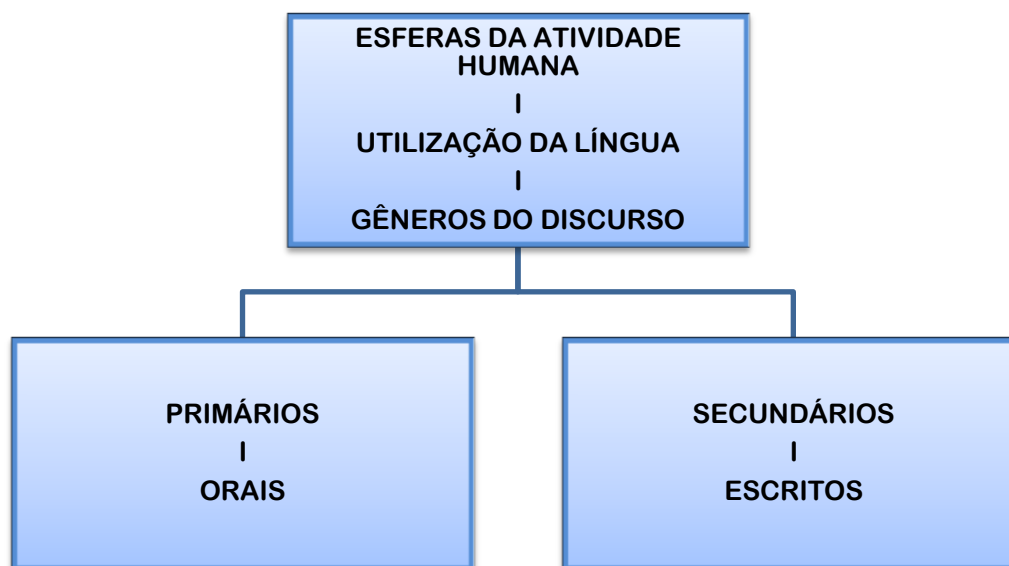 ESFERAS DA ATIVIDADE
HUMANA
I
UTILIZAÇÃO DA LÍNGUA
I
GÊNEROS DO DISCURSO
PRIMÁRIOS
I
ORAIS
SECUNDÁRIOS
I
ESCRITOS